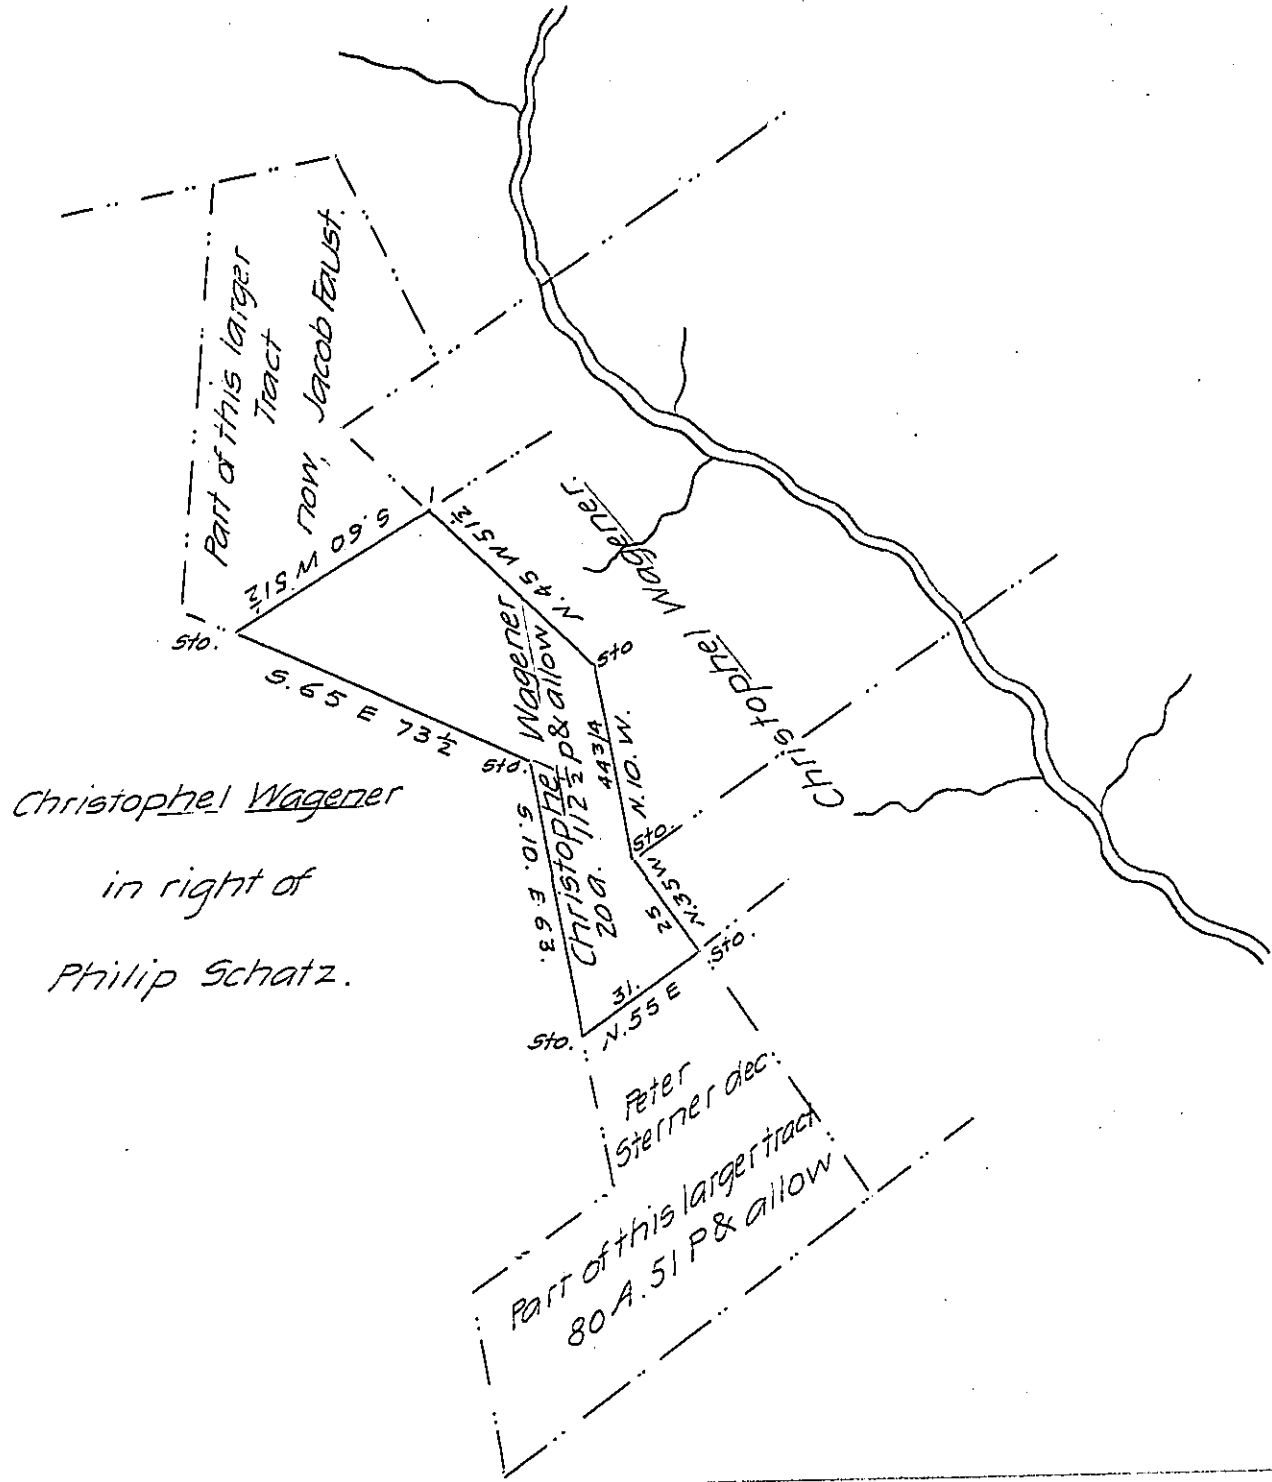 Part of this larger
Tract
now, Jacob Faust.
S. 60 W 51½
N. 45 W 51½
Sto.
Sto
S. 65 E 73½
Sto.
Christophel Wagener
20 a. 112½ p & allow
44 3/4
N. 10. W.
Christophel Wagener.
Sto.
S. 10. E 63.
N. 35 W
25
Sto.
31.
N. 55 E
Sto.
Christophel Wagener
in right of
Philip Schatz.
Peter
Sterner dec.
Part of this larger tract
80 A. 51 P & allow